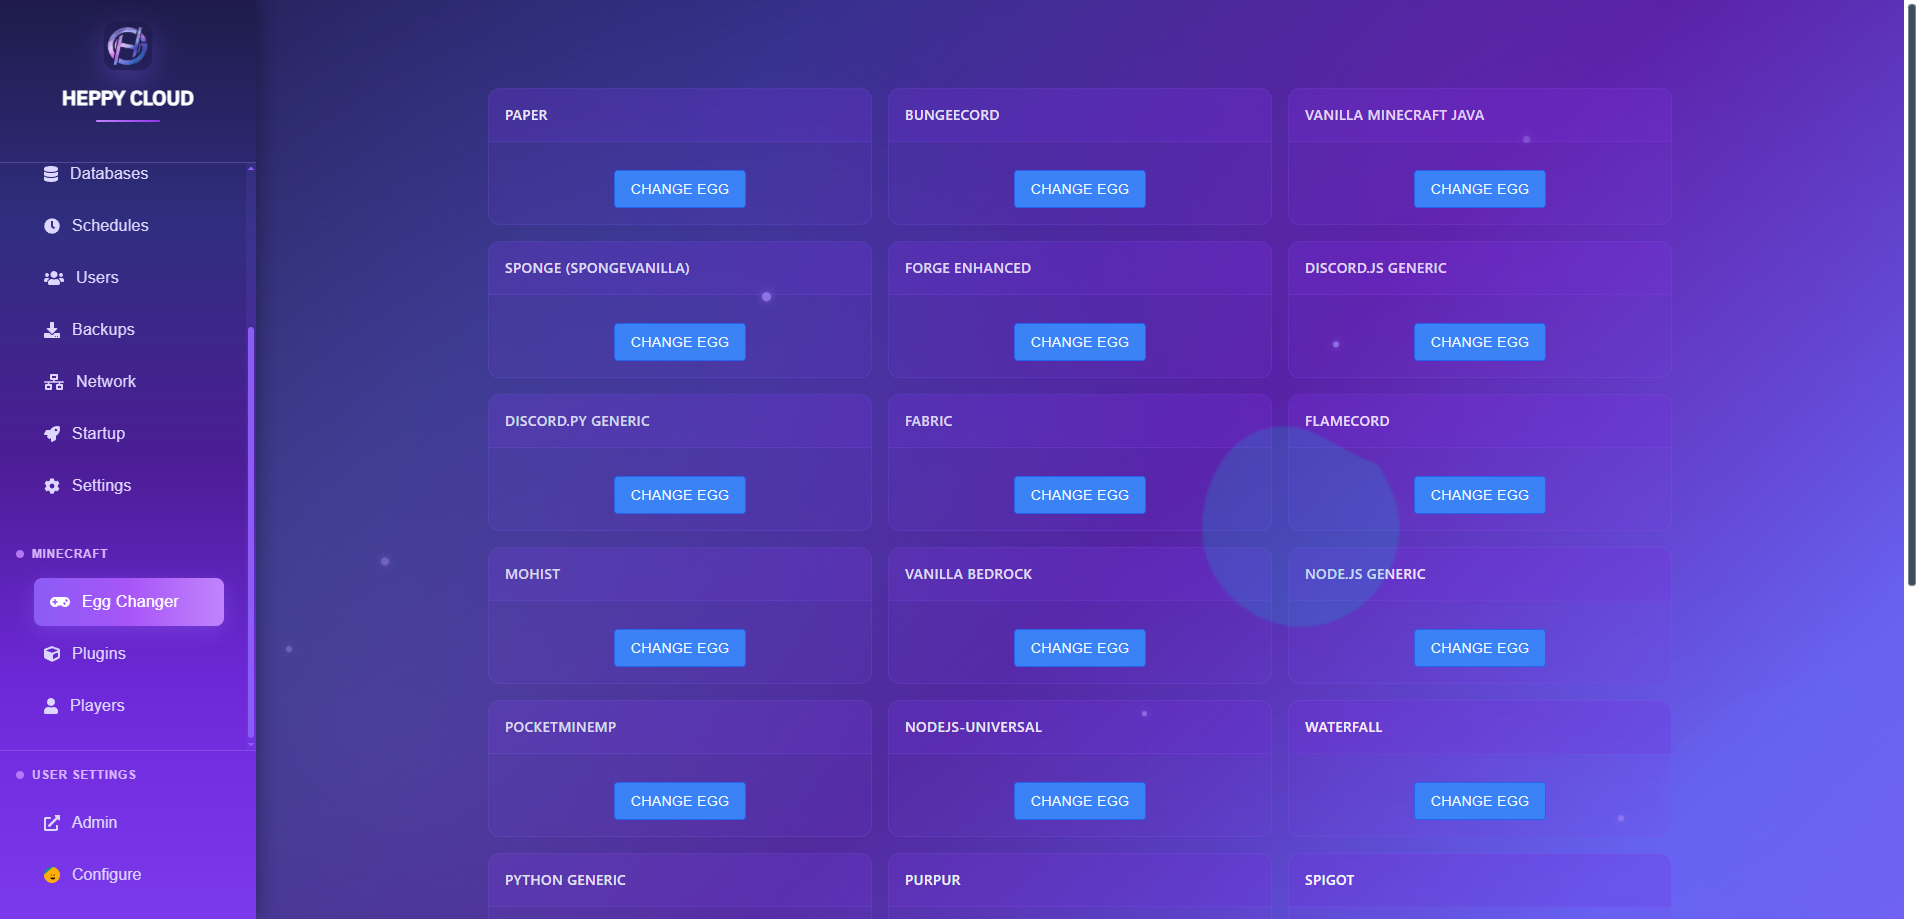 HEPPY CLOUD
Databases
Schedules
Users
Backups
Network
Startup
Settings
MINECRAFT
Egg Changer
Plugins
Players
USER SETTINGS
Admin
Configure
PAPER
CHANGE EGG
BUNGEECORD
CHANGE EGG
VANILLA MINECRAFT JAVA
CHANGE EGG
SPONGE (SPONGEVANILLA)
CHANGE EGG
FORGE ENHANCED
CHANGE EGG
DISCORD.JS GENERIC
CHANGE EGG
DISCORD.PY GENERIC
CHANGE EGG
FABRIC
CHANGE EGG
FLAMECORD
CHANGE EGG
MOHIST
CHANGE EGG
VANILLA BEDROCK
CHANGE EGG
NODE.JS GENERIC
CHANGE EGG
POCKETMINEMP
CHANGE EGG
NODEJS-UNIVERSAL
CHANGE EGG
WATERFALL
CHANGE EGG
PYTHON GENERIC
PURPUR
SPIGOT